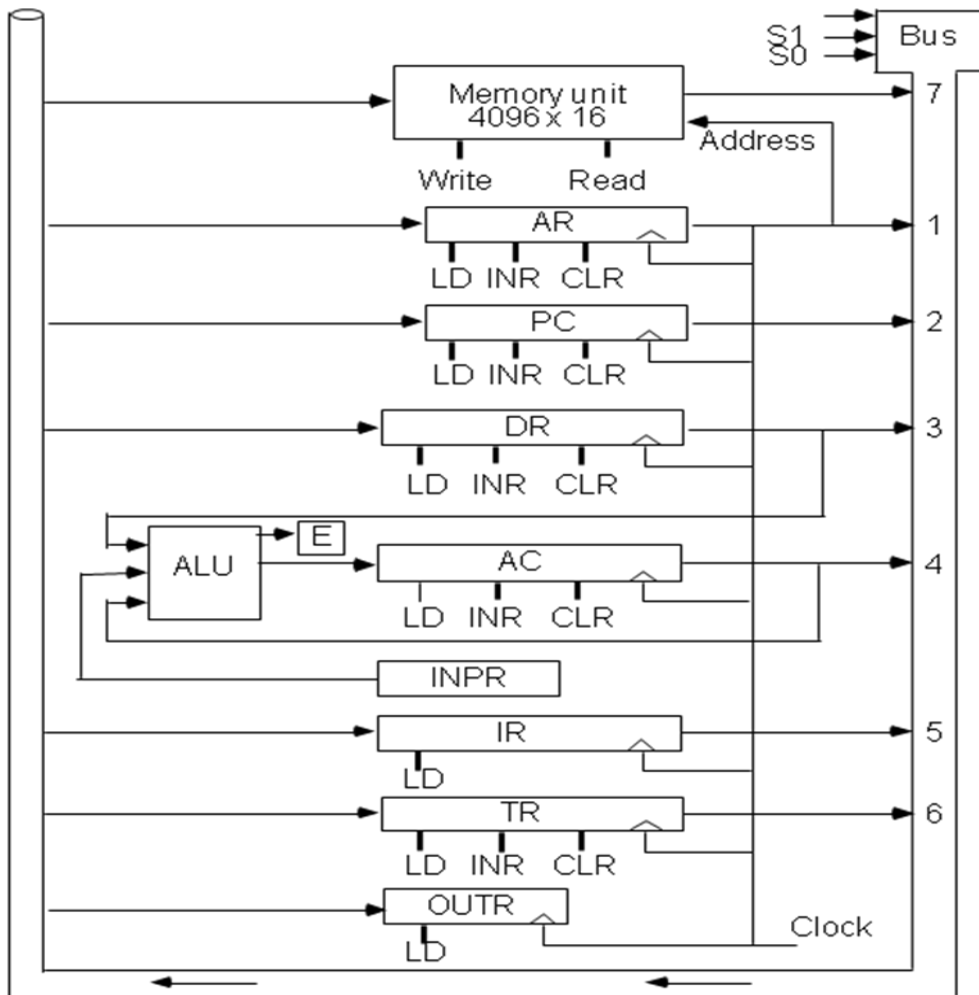 S1
S0
Bus
Memory unit
4096 x 16
7
Address
Write Read
AR
1
LD INR CLR
PC
2
LD INR CLR
DR
3
LD INR CLR
E
ALU
AC
4
LD INR CLR
INPR
IR
5
LD
TR
6
LD INR CLR
OUTR
LD
Clock